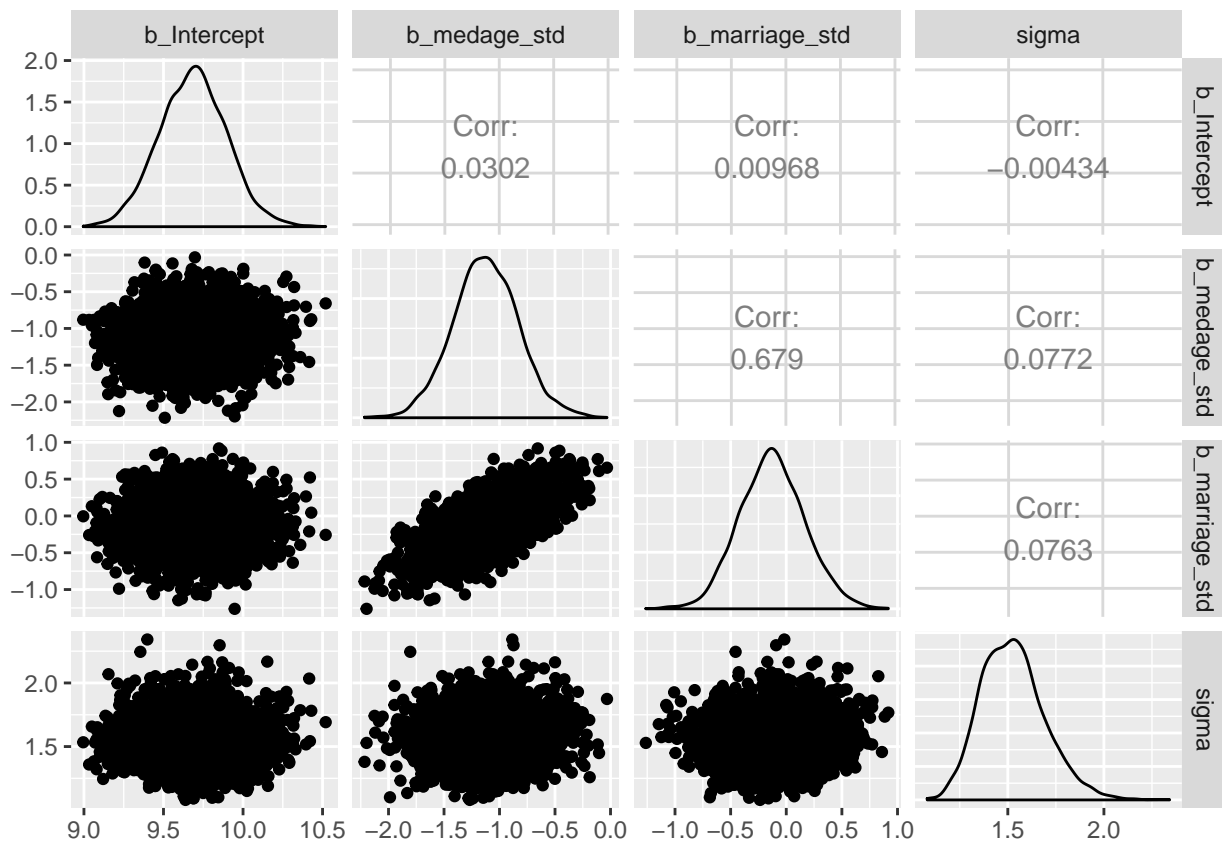 b_Intercept b_medage_std b_marriage_std sigma
2.0
1.5
1.0
0.5
0.0
Corr:
0.0302
Corr:
0.00968
Corr:
−0.00434
b_Intercept
0.0
−0.5
−1.0
−1.5
−2.0
Corr:
0.679
Corr:
0.0772
b_medage_std
1.0
0.5
0.0
−0.5
−1.0
Corr:
0.0763
b_marriage_std
2.0
1.5
sigma
9.0 9.5 10.0 10.5 −2.0 −1.5 −1.0 −0.5 0.0 −1.0 −0.5 0.0 0.5 1.0 1.5 2.0